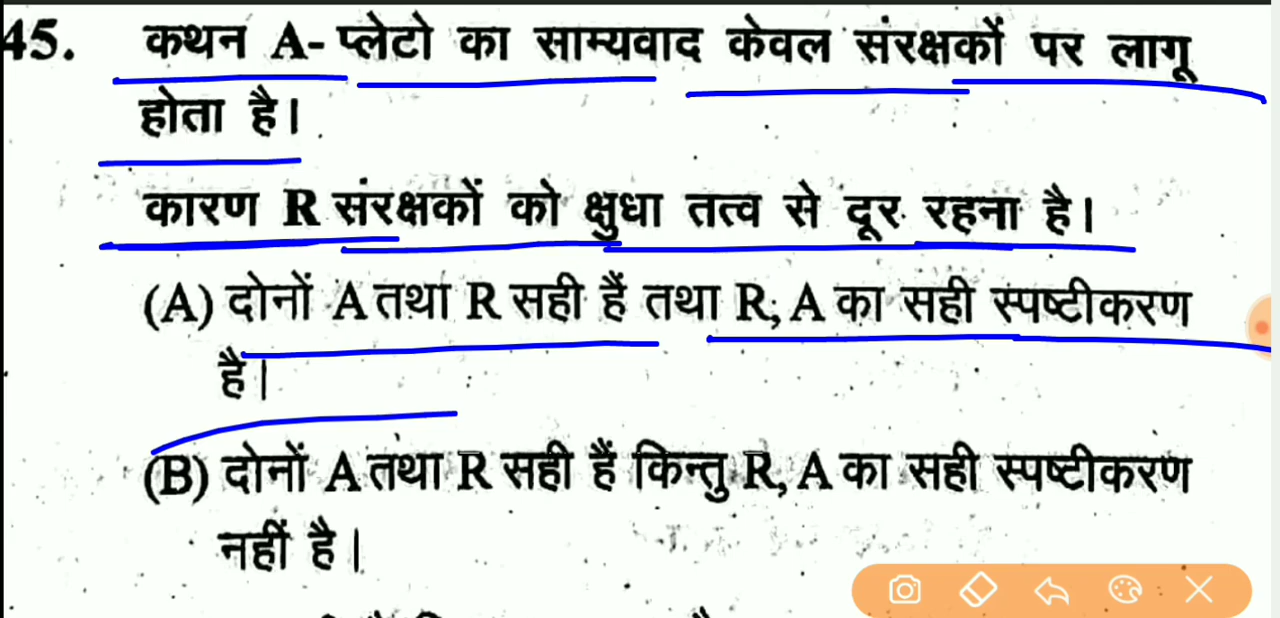 45. कथन A- प्लेटो का साम्यवाद केवल संरक्षकों पर लागू
होता है।
कारण R संरक्षकों को क्षुधा तत्व से दूर रहना है।
(A) दोनों A तथा R सही हैं तथा R; A का सही स्पष्टीकरण
है।
(B) दोनों A तथा R सही हैं किन्तु R, A का सही स्पष्टीकरण
नहीं है।